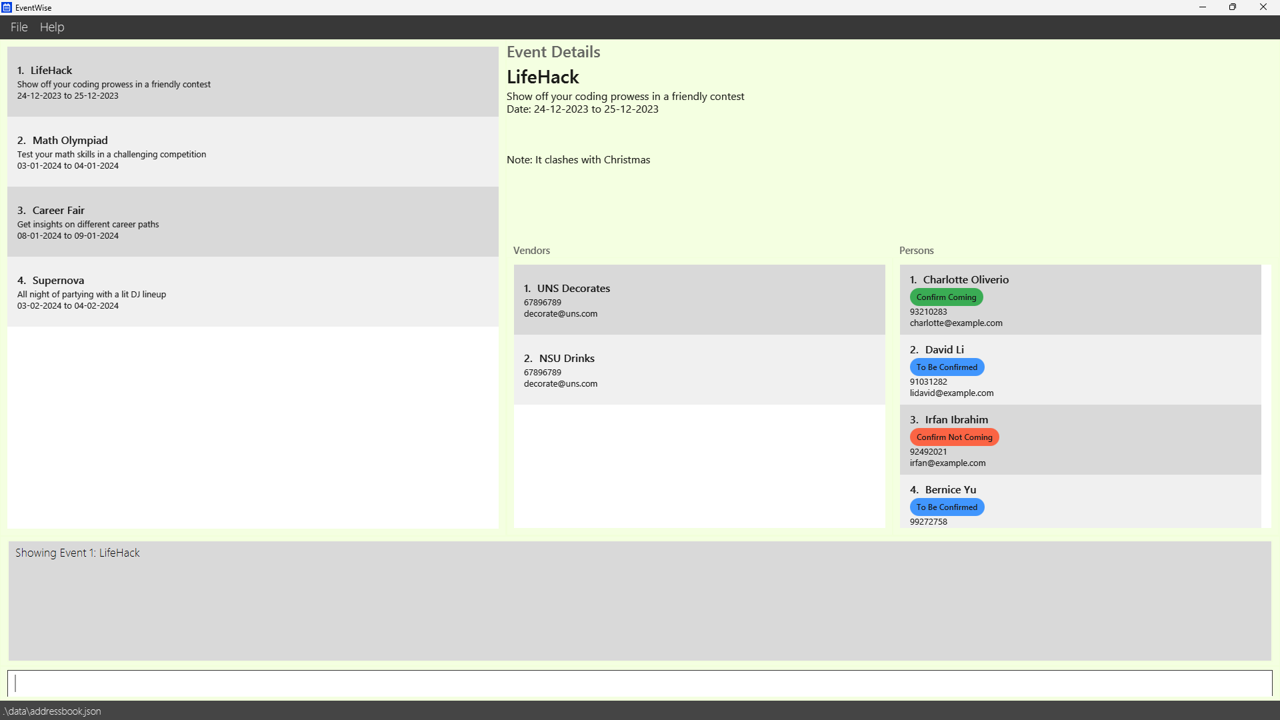 EventWise
File Help
1. LifeHack
Show off your coding prowess in a friendly contest
24-12-2023 to 25-12-2023
2. Math Olympiad
Test your math skills in a challenging competition
03-01-2024 to 04-01-2024
3. Career Fair
Get insights on different career paths
08-01-2024 to 09-01-2024
4. Supernova
All night of partying with a lit DJ lineup
03-02-2024 to 04-02-2024
Event Details
LifeHack
Show off your coding prowess in a friendly contest
Date: 24-12-2023 to 25-12-2023
Note: It clashes with Christmas
Vendors
1. UNS Decorates
67896789
decorate@uns.com
2. NSU Drinks
67896789
decorate@uns.com
Persons
1. Charlotte Oliverio
Confirm Coming
93210283
charlotte@example.com
2. David Li
To Be Confirmed
91031282
lidavid@example.com
3. Irfan Ibrahim
Confirm Not Coming
92492021
irfan@example.com
4. Bernice Yu
To Be Confirmed
99272758
Showing Event 1: LifeHack
.\data\addressbook.json